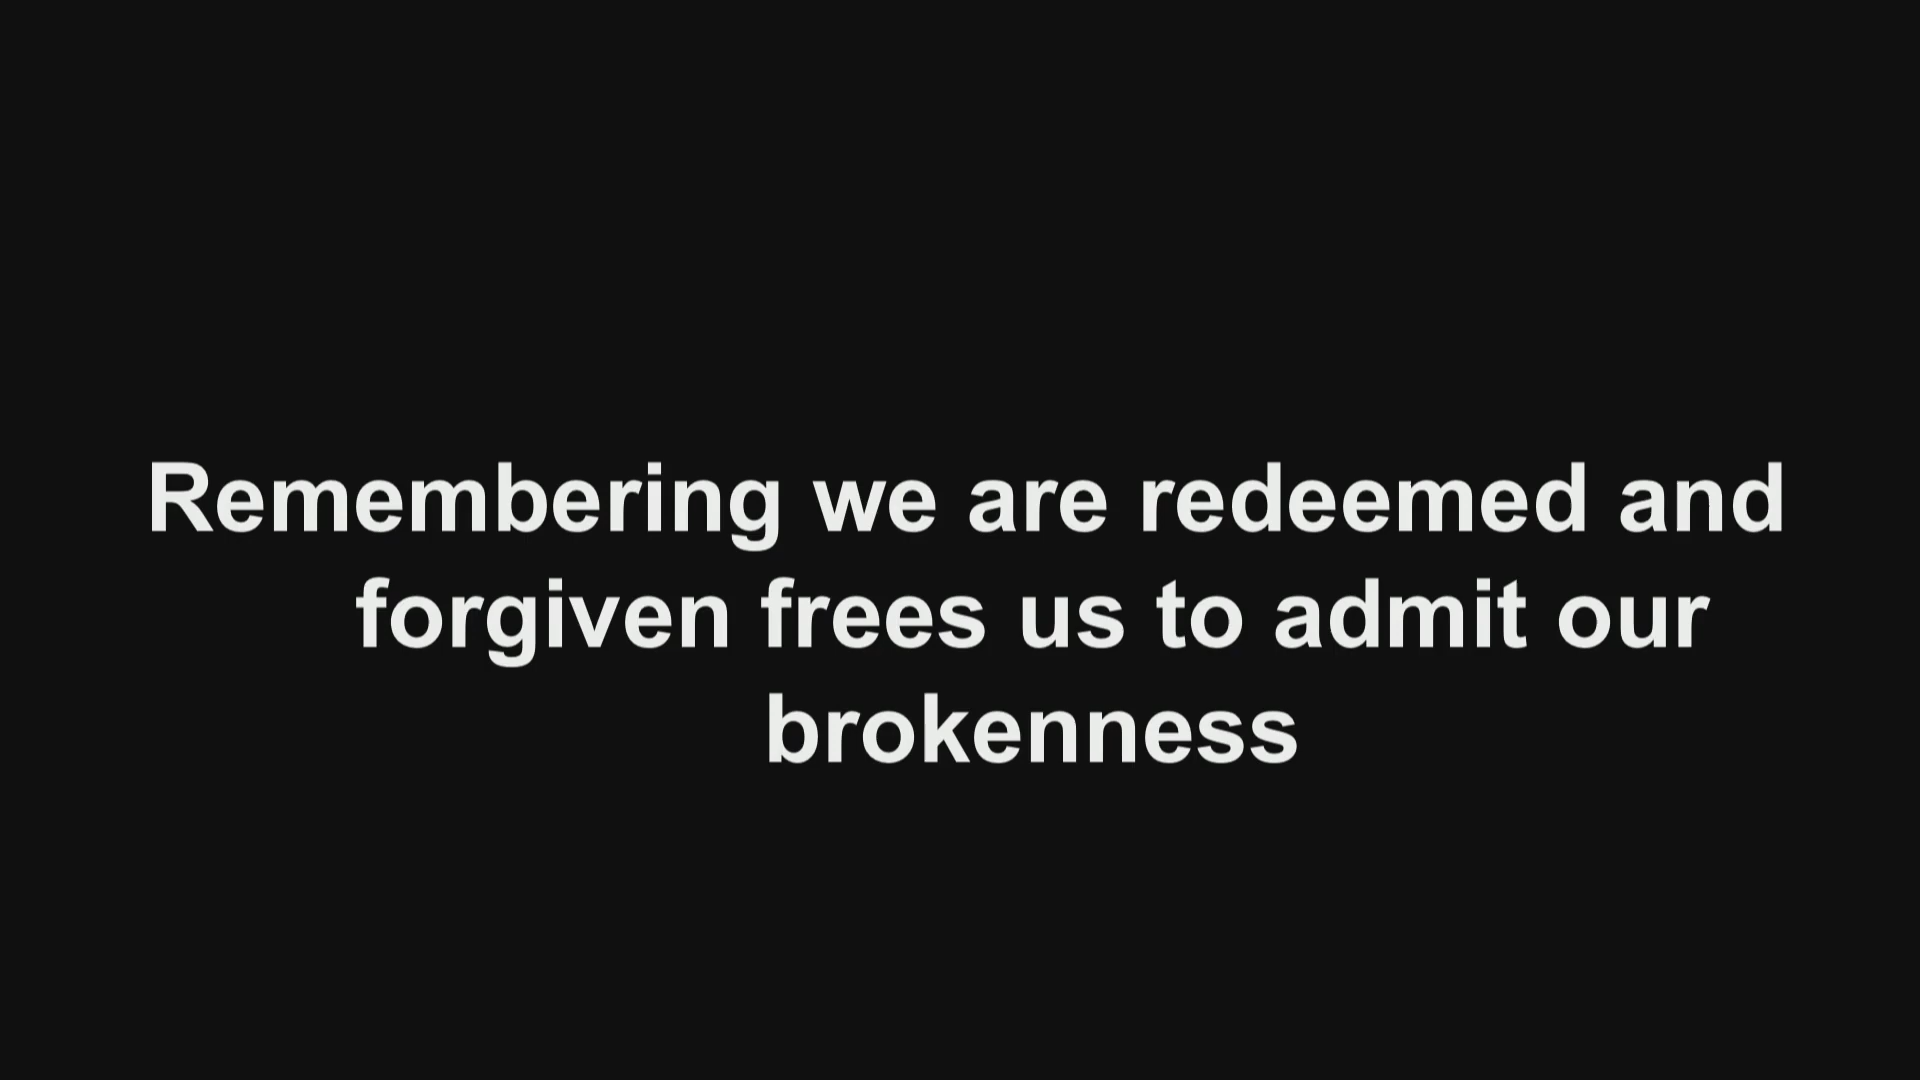 Remembering we are redeemed and
forgiven frees us to admit our
brokenness